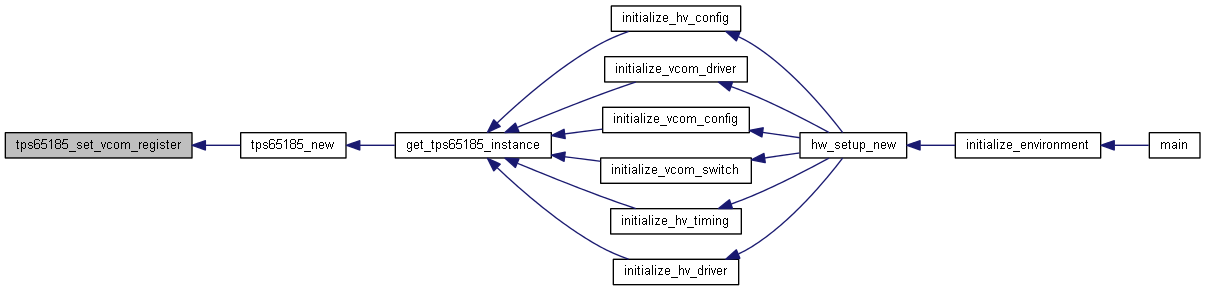 tps65185_set_vcom_register
tps65185_new
get_tps65185_instance
initialize_hv_config
initialize_vcom_driver
initialize_vcom_config
initialize_vcom_switch
initialize_hv_timing
initialize_hv_driver
hw_setup_new
initialize_environment
main